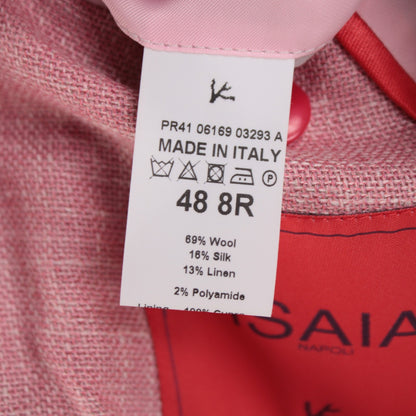 PR41 06169 03293 A
MADE IN ITALY
P
48 8R
69% Wool
16% Silk
13% Linen
2% Polyamide
ISAIA
NAPOLI